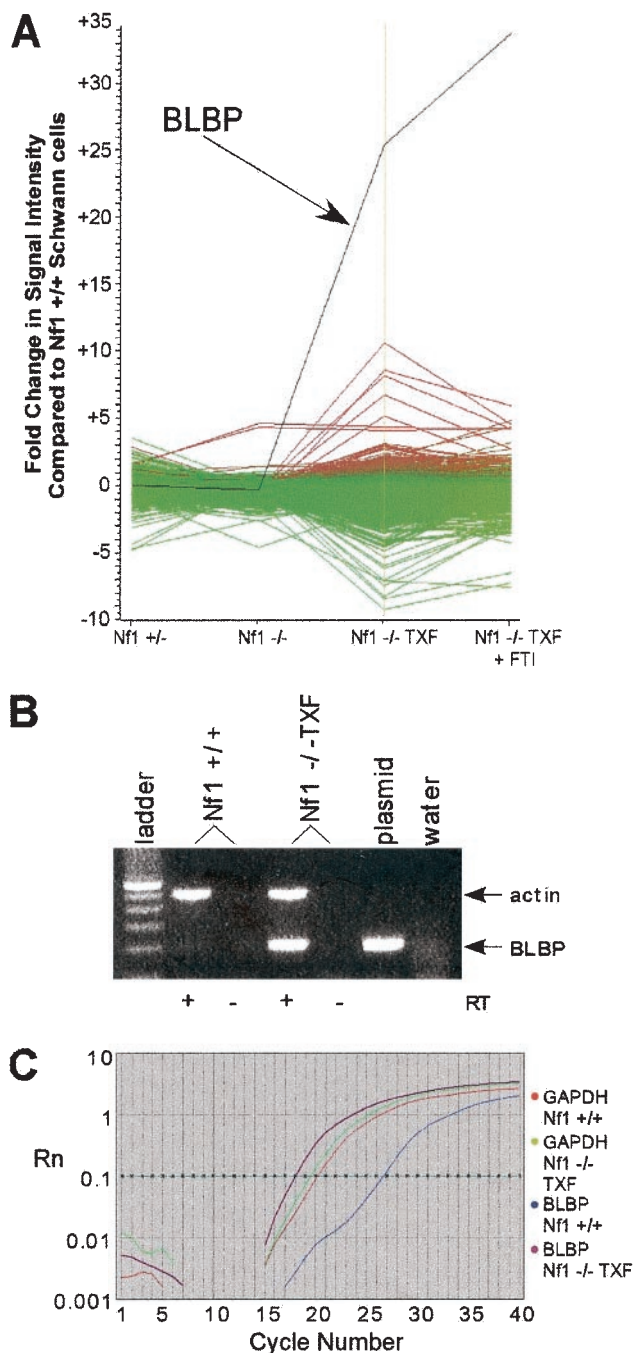 A
Fold Change in Signal Intensity
Compared to Nf1 +/+ Schwann cells
+35
+30
+25
+20
+15
+10
+5
0
-5
-10
BLBP
Nf1 +/-
Nf1 -/-
Nf1 -/- TXF
Nf1 -/- TXF
+ FTI
B
ladder
Nf1 +/+
Nf1 -/-TXF
plasmid
water
actin
BLBP
+ - + - RT
C
Rn
10
1
0.1
0.01
0.001
1 5 10 15 20 25 30 35 40
Cycle Number
GAPDH
Nf1 +/+
GAPDH
Nf1 -/-
TXF
BLBP
Nf1 +/+
BLBP
Nf1 -/- TXF